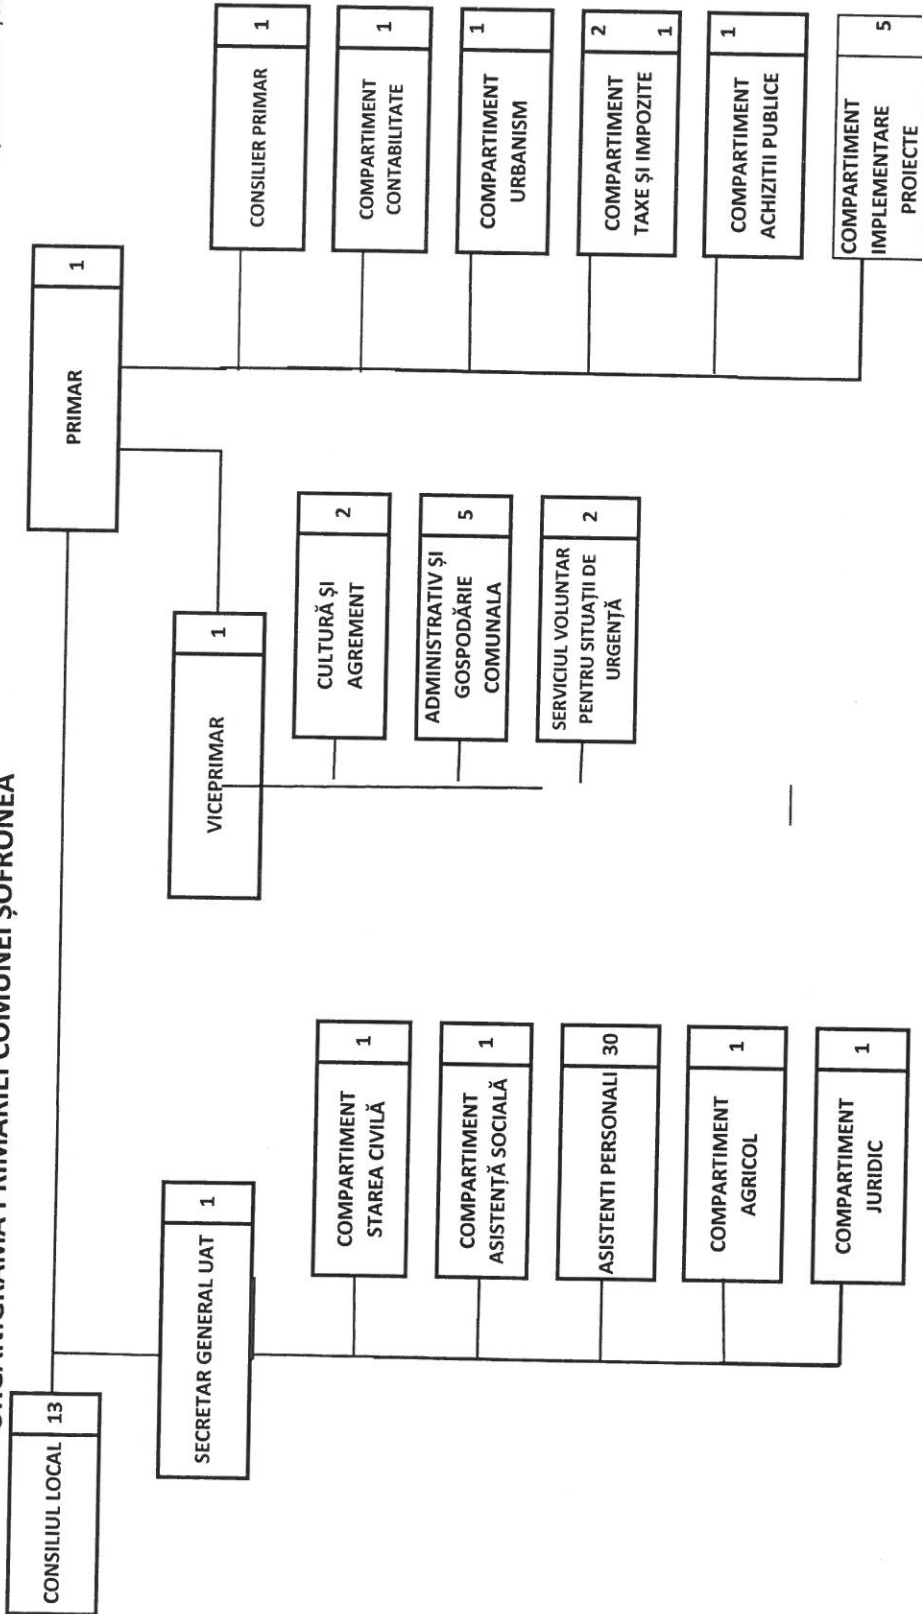 ORGANIGRAMA PRIMĂRIEI COMUNEI ȘOFRONEA
CONSILIUL LOCAL
13
PRIMAR
1
SECRETAR GENERAL UAT
1
COMPARTIMENT
STAREA CIVILĂ
1
COMPARTIMENT
ASISTENȚĂ SOCIALĂ
1
ASISTENTI PERSONALI
30
COMPARTIMENT
AGRICOL
1
COMPARTIMENT
JURIDIC
1
VICEPRIMAR
1
CULTURĂ ȘI
AGREMENT
2
ADMINISTRATIV ȘI
GOSPODĂRIE
COMUNALA
5
SERVICIUL VOLUNTAR
PENTRU SITUAȚII DE
URGENȚĂ
2
CONSILIER PRIMAR
1
COMPARTIMENT
CONTABILITATE
1
COMPARTIMENT
URBANISM
1
COMPARTIMENT
TAXE ȘI IMPOZITE
2
1
COMPARTIMENT
ACHIZITII PUBLICE
1
COMPARTIMENT
IMPLEMENTARE
PROIECTE
5